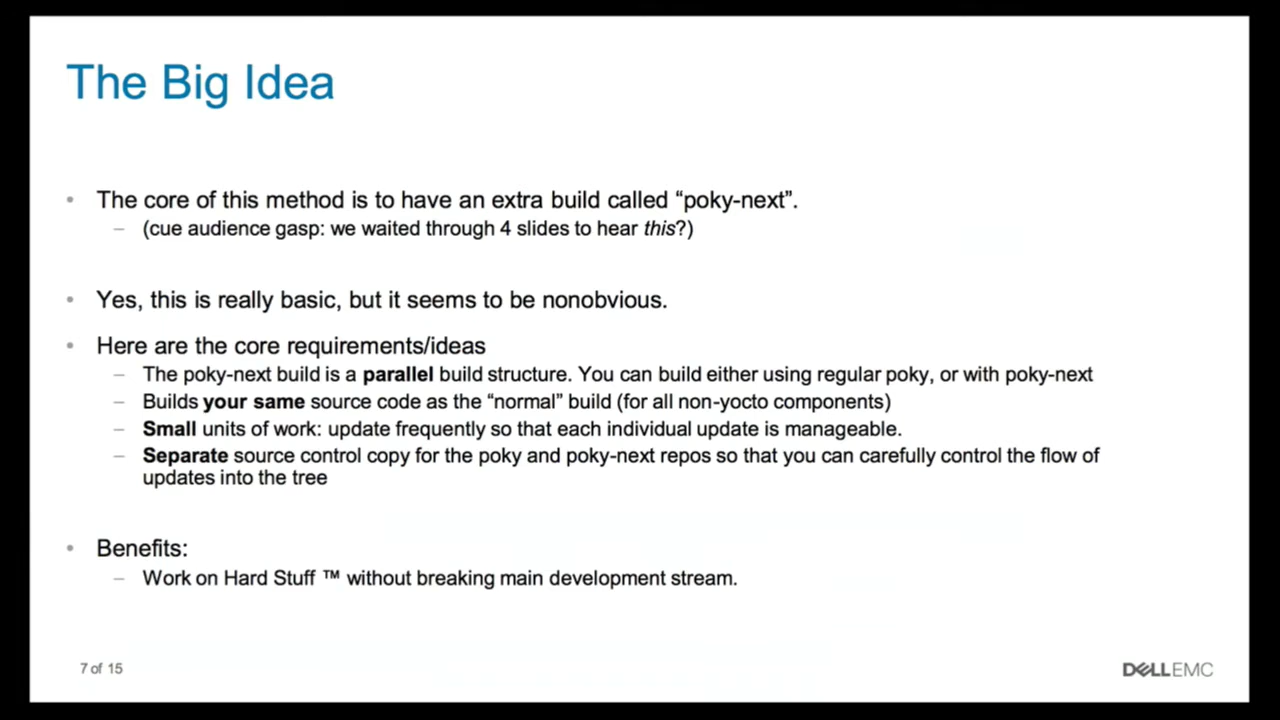 The Big Idea
• The core of this method is to have an extra build called “poky-next”.
– (cue audience gasp: we waited through 4 slides to hear this?)
• Yes, this is really basic, but it seems to be nonobvious.
• Here are the core requirements/ideas
– The poky-next build is a parallel build structure. You can build either using regular poky, or with poky-next
– Builds your same source code as the “normal” build (for all non-yocto components)
– Small units of work: update frequently so that each individual update is manageable.
– Separate source control copy for the poky and poky-next repos so that you can carefully control the flow of
updates into the tree
• Benefits:
– Work on Hard Stuff ™ without breaking main development stream.
7 of 15
DELLEMC